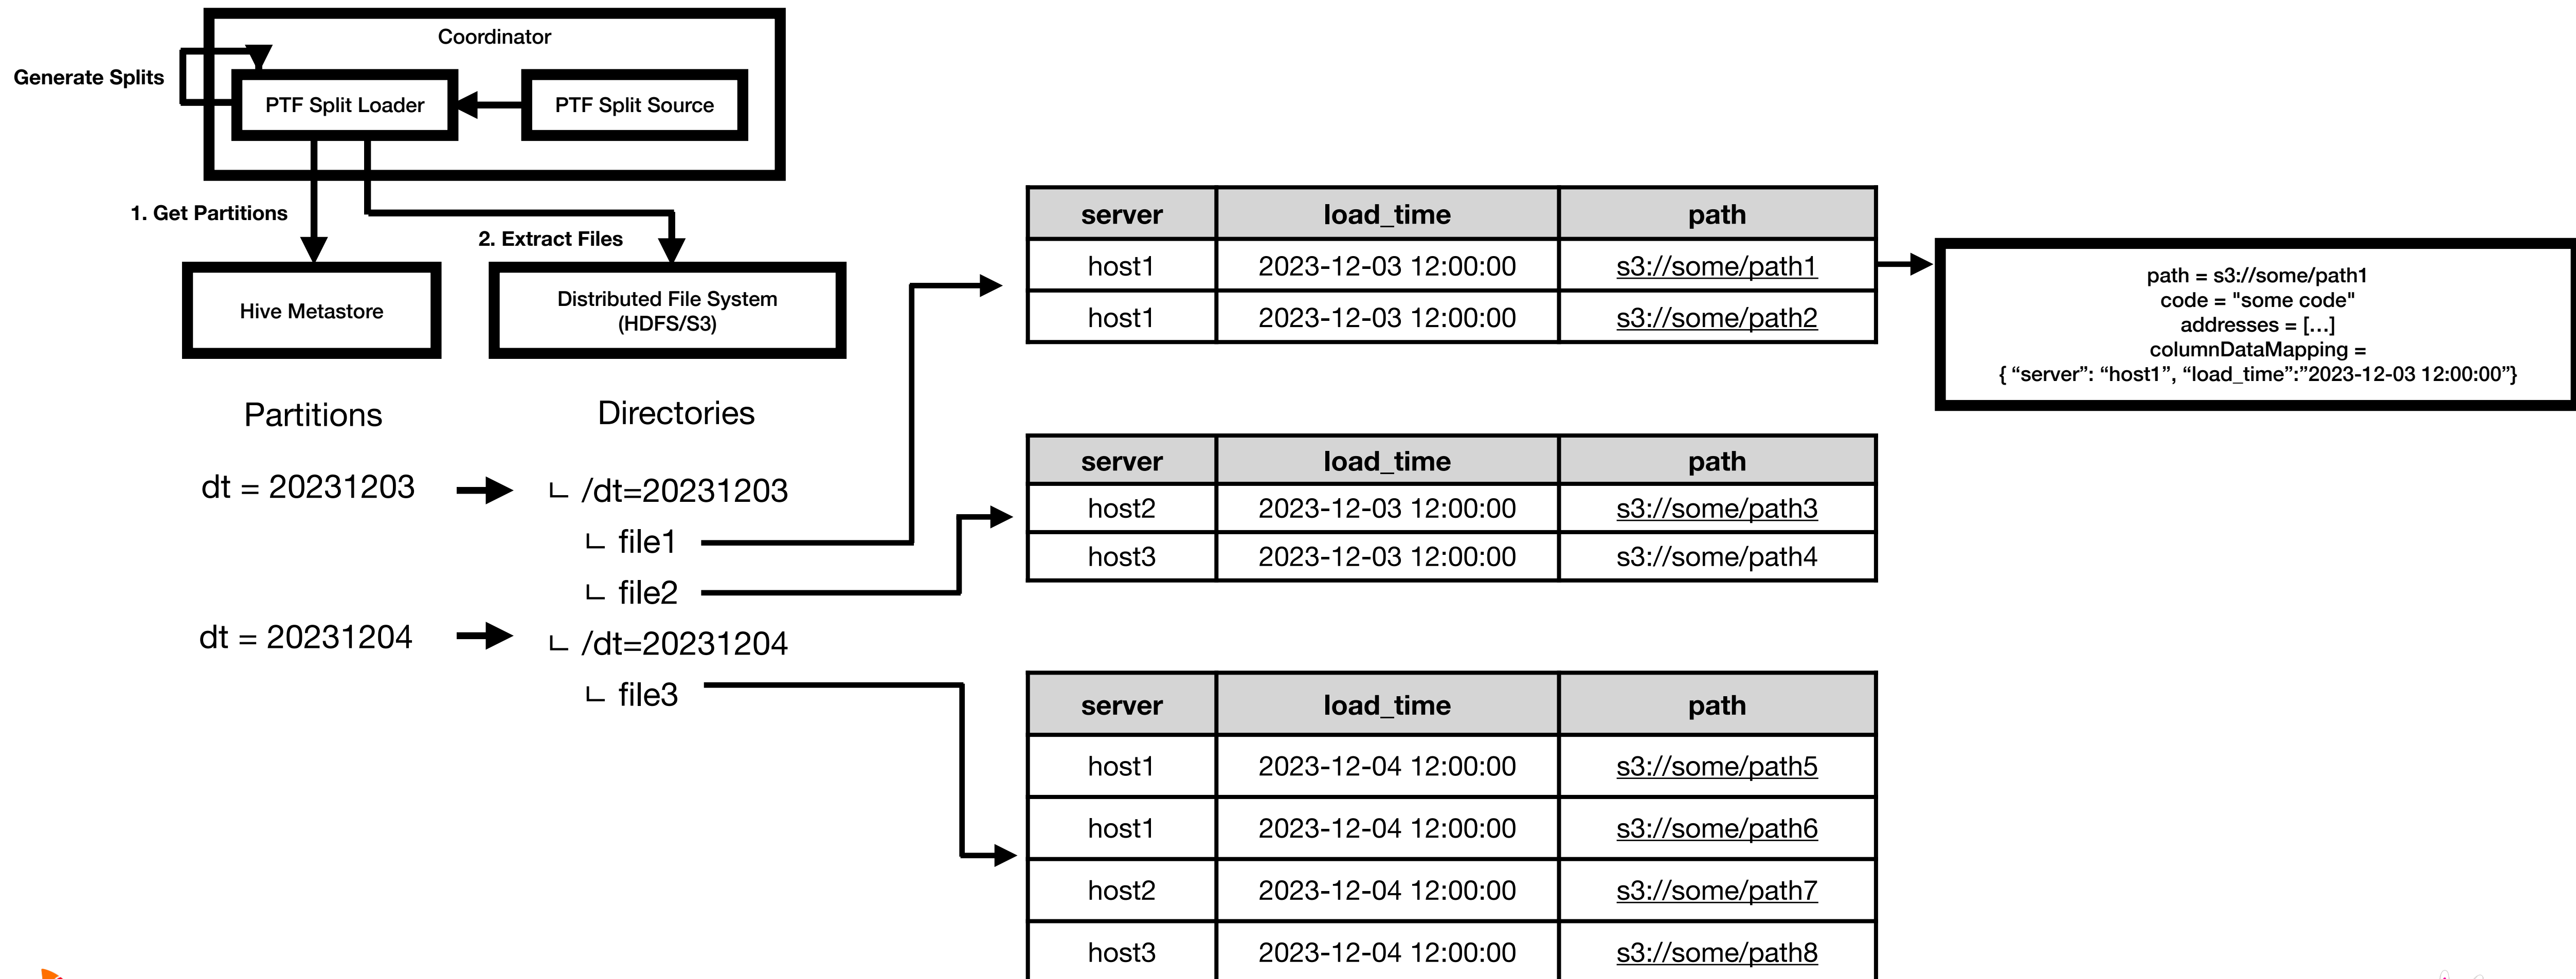 Coordinator
Generate Splits
PTF Split Loader
PTF Split Source
1. Get Partitions
2. Extract Files
Hive Metastore
Distributed File System
(HDFS/S3)
Partitions
Directories
dt = 20231203
∟ /dt=20231203
∟ file1
∟ file2
dt = 20231204
∟ /dt=20231204
∟ file3
server load_time path
host1 2023-12-03 12:00:00 s3://some/path1
host1 2023-12-03 12:00:00 s3://some/path2
path = s3://some/path1
code = "some code"
addresses = […]
columnDataMapping =
{ “server”: “host1”, “load_time”:”2023-12-03 12:00:00”}
server load_time path
host2 2023-12-03 12:00:00 s3://some/path3
host3 2023-12-03 12:00:00 s3://some/path4
server load_time path
host1 2023-12-04 12:00:00 s3://some/path5
host1 2023-12-04 12:00:00 s3://some/path6
host2 2023-12-04 12:00:00 s3://some/path7
host3 2023-12-04 12:00:00 s3://some/path8